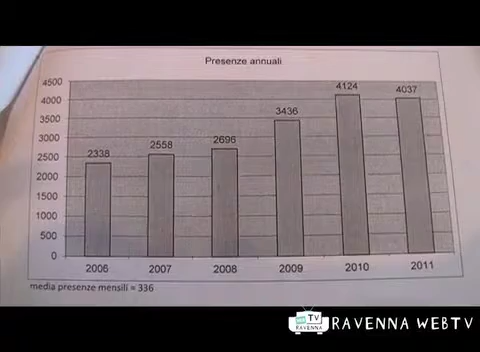 Presenze annuali
4500
4000
3500
3000
2500
2000
1500
1000
500
0
2338
2558
2696
3436
4124
4037
2006 2007 2008 2009 2010 2011
media presenze mensili = 336
WEB TV
RAVENNA
RAVENNA WEBTV